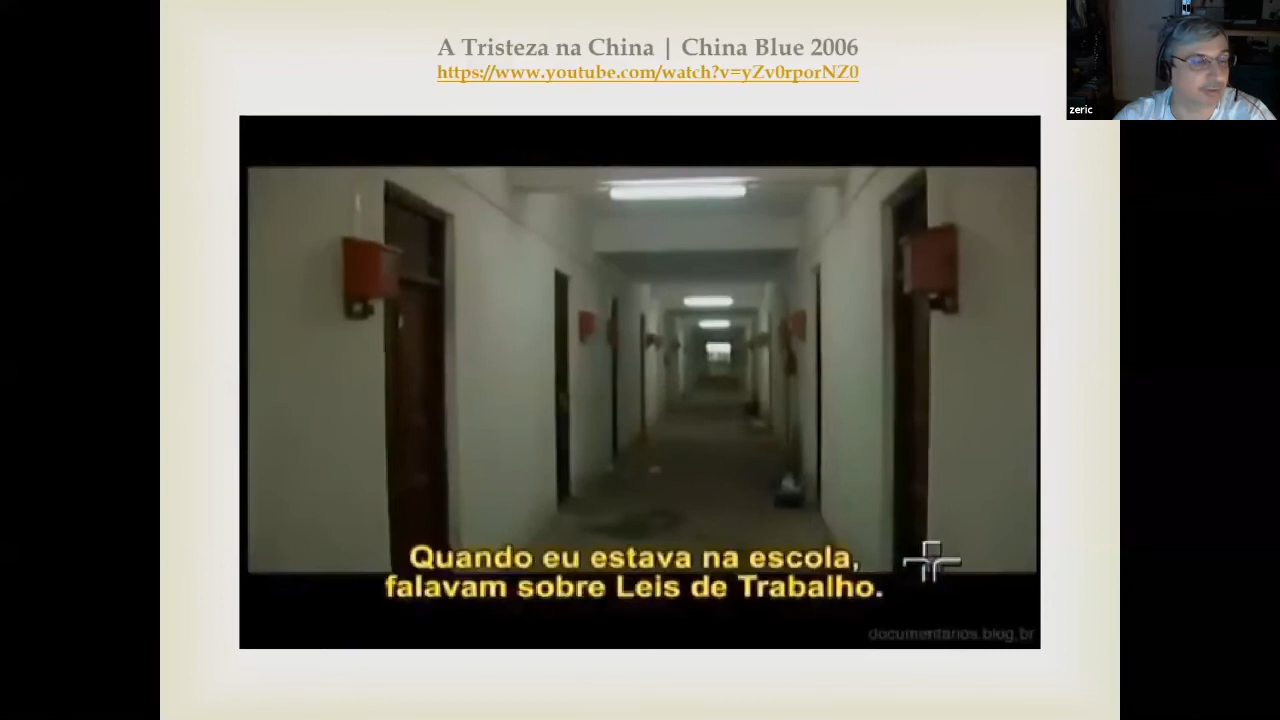 A Tristeza na China | China Blue 2006
https://www.youtube.com/watch?v=yZv0rporNZ0
zeric
Quando eu estava na escola,
falavam sobre Leis de Trabalho.
documentarios.blog.br